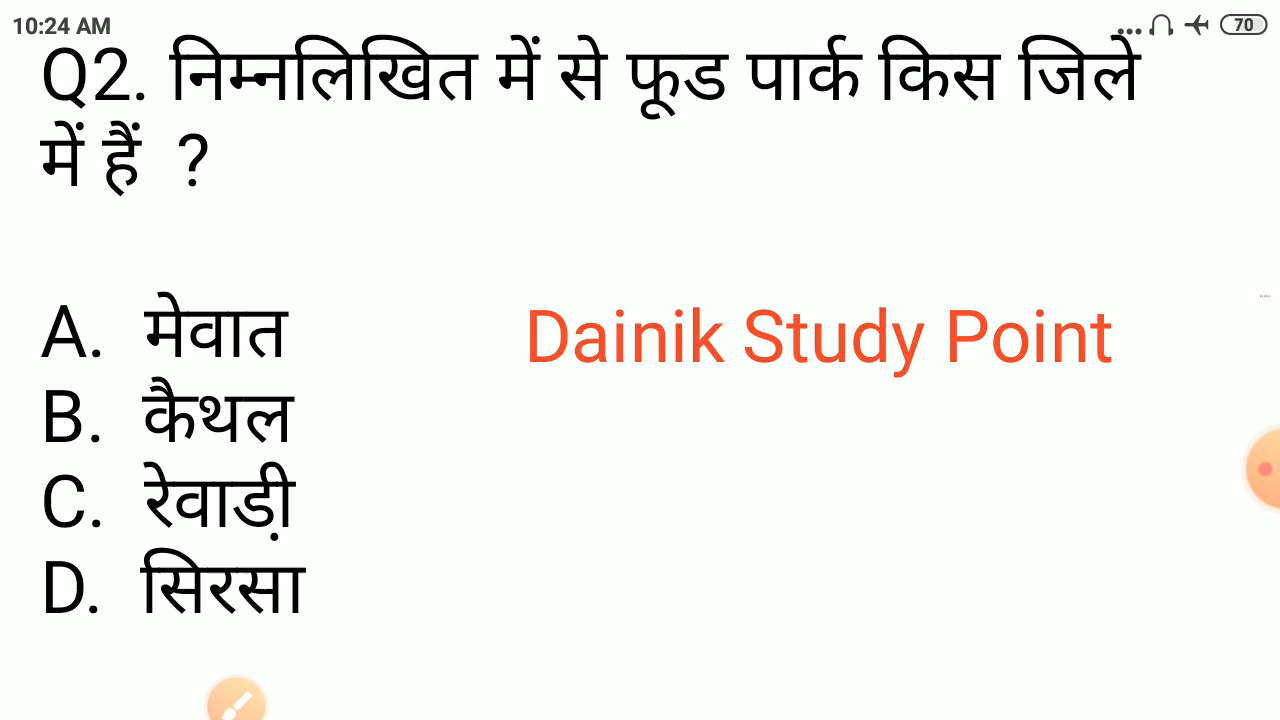 10:24 AM
70
Q2. निम्नलिखित में से फूड पार्क किस जिले
में हैं ?
A. मेवात
Dainik Study Point
B. कैथल
C. रेवाडी़
D. सिरसा